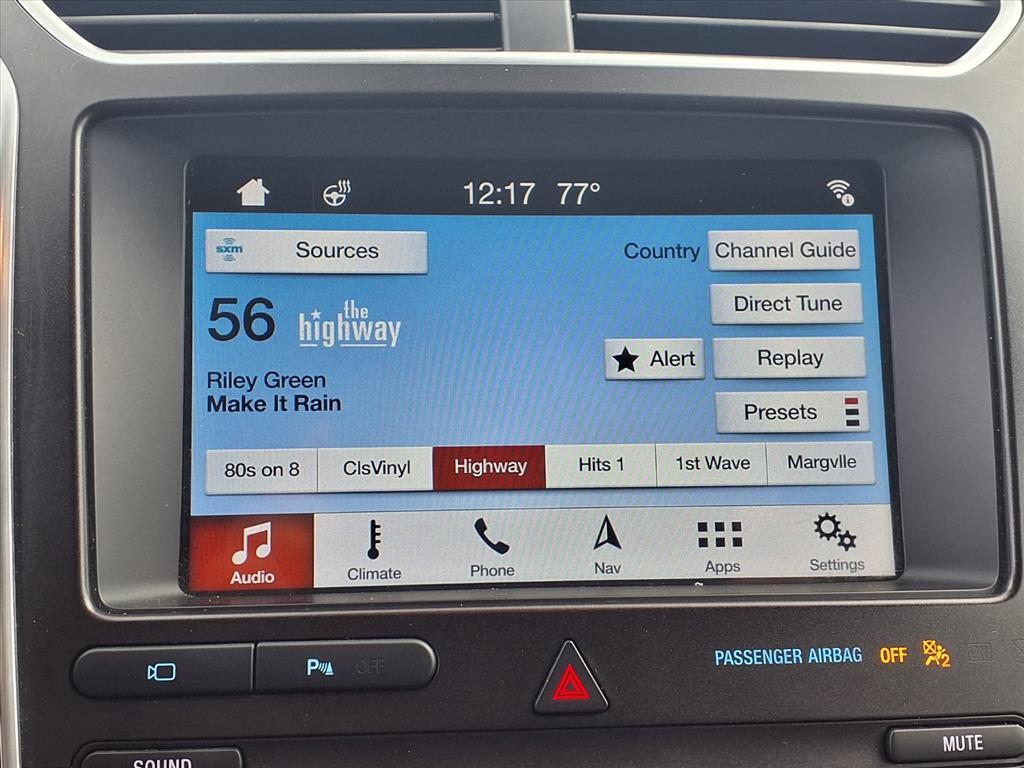 12:17 77°
sxm Sources
Country Channel Guide
56 the highway
Direct Tune
Alert Replay
Riley Green
Make It Rain
Presets
80s on 8 ClsVinyl Highway Hits 1 1st Wave Margvlle
Audio Climate Phone Nav Apps Settings
P OFF
PASSENGER AIRBAG OFF 2 ON
SOUND
MUTE